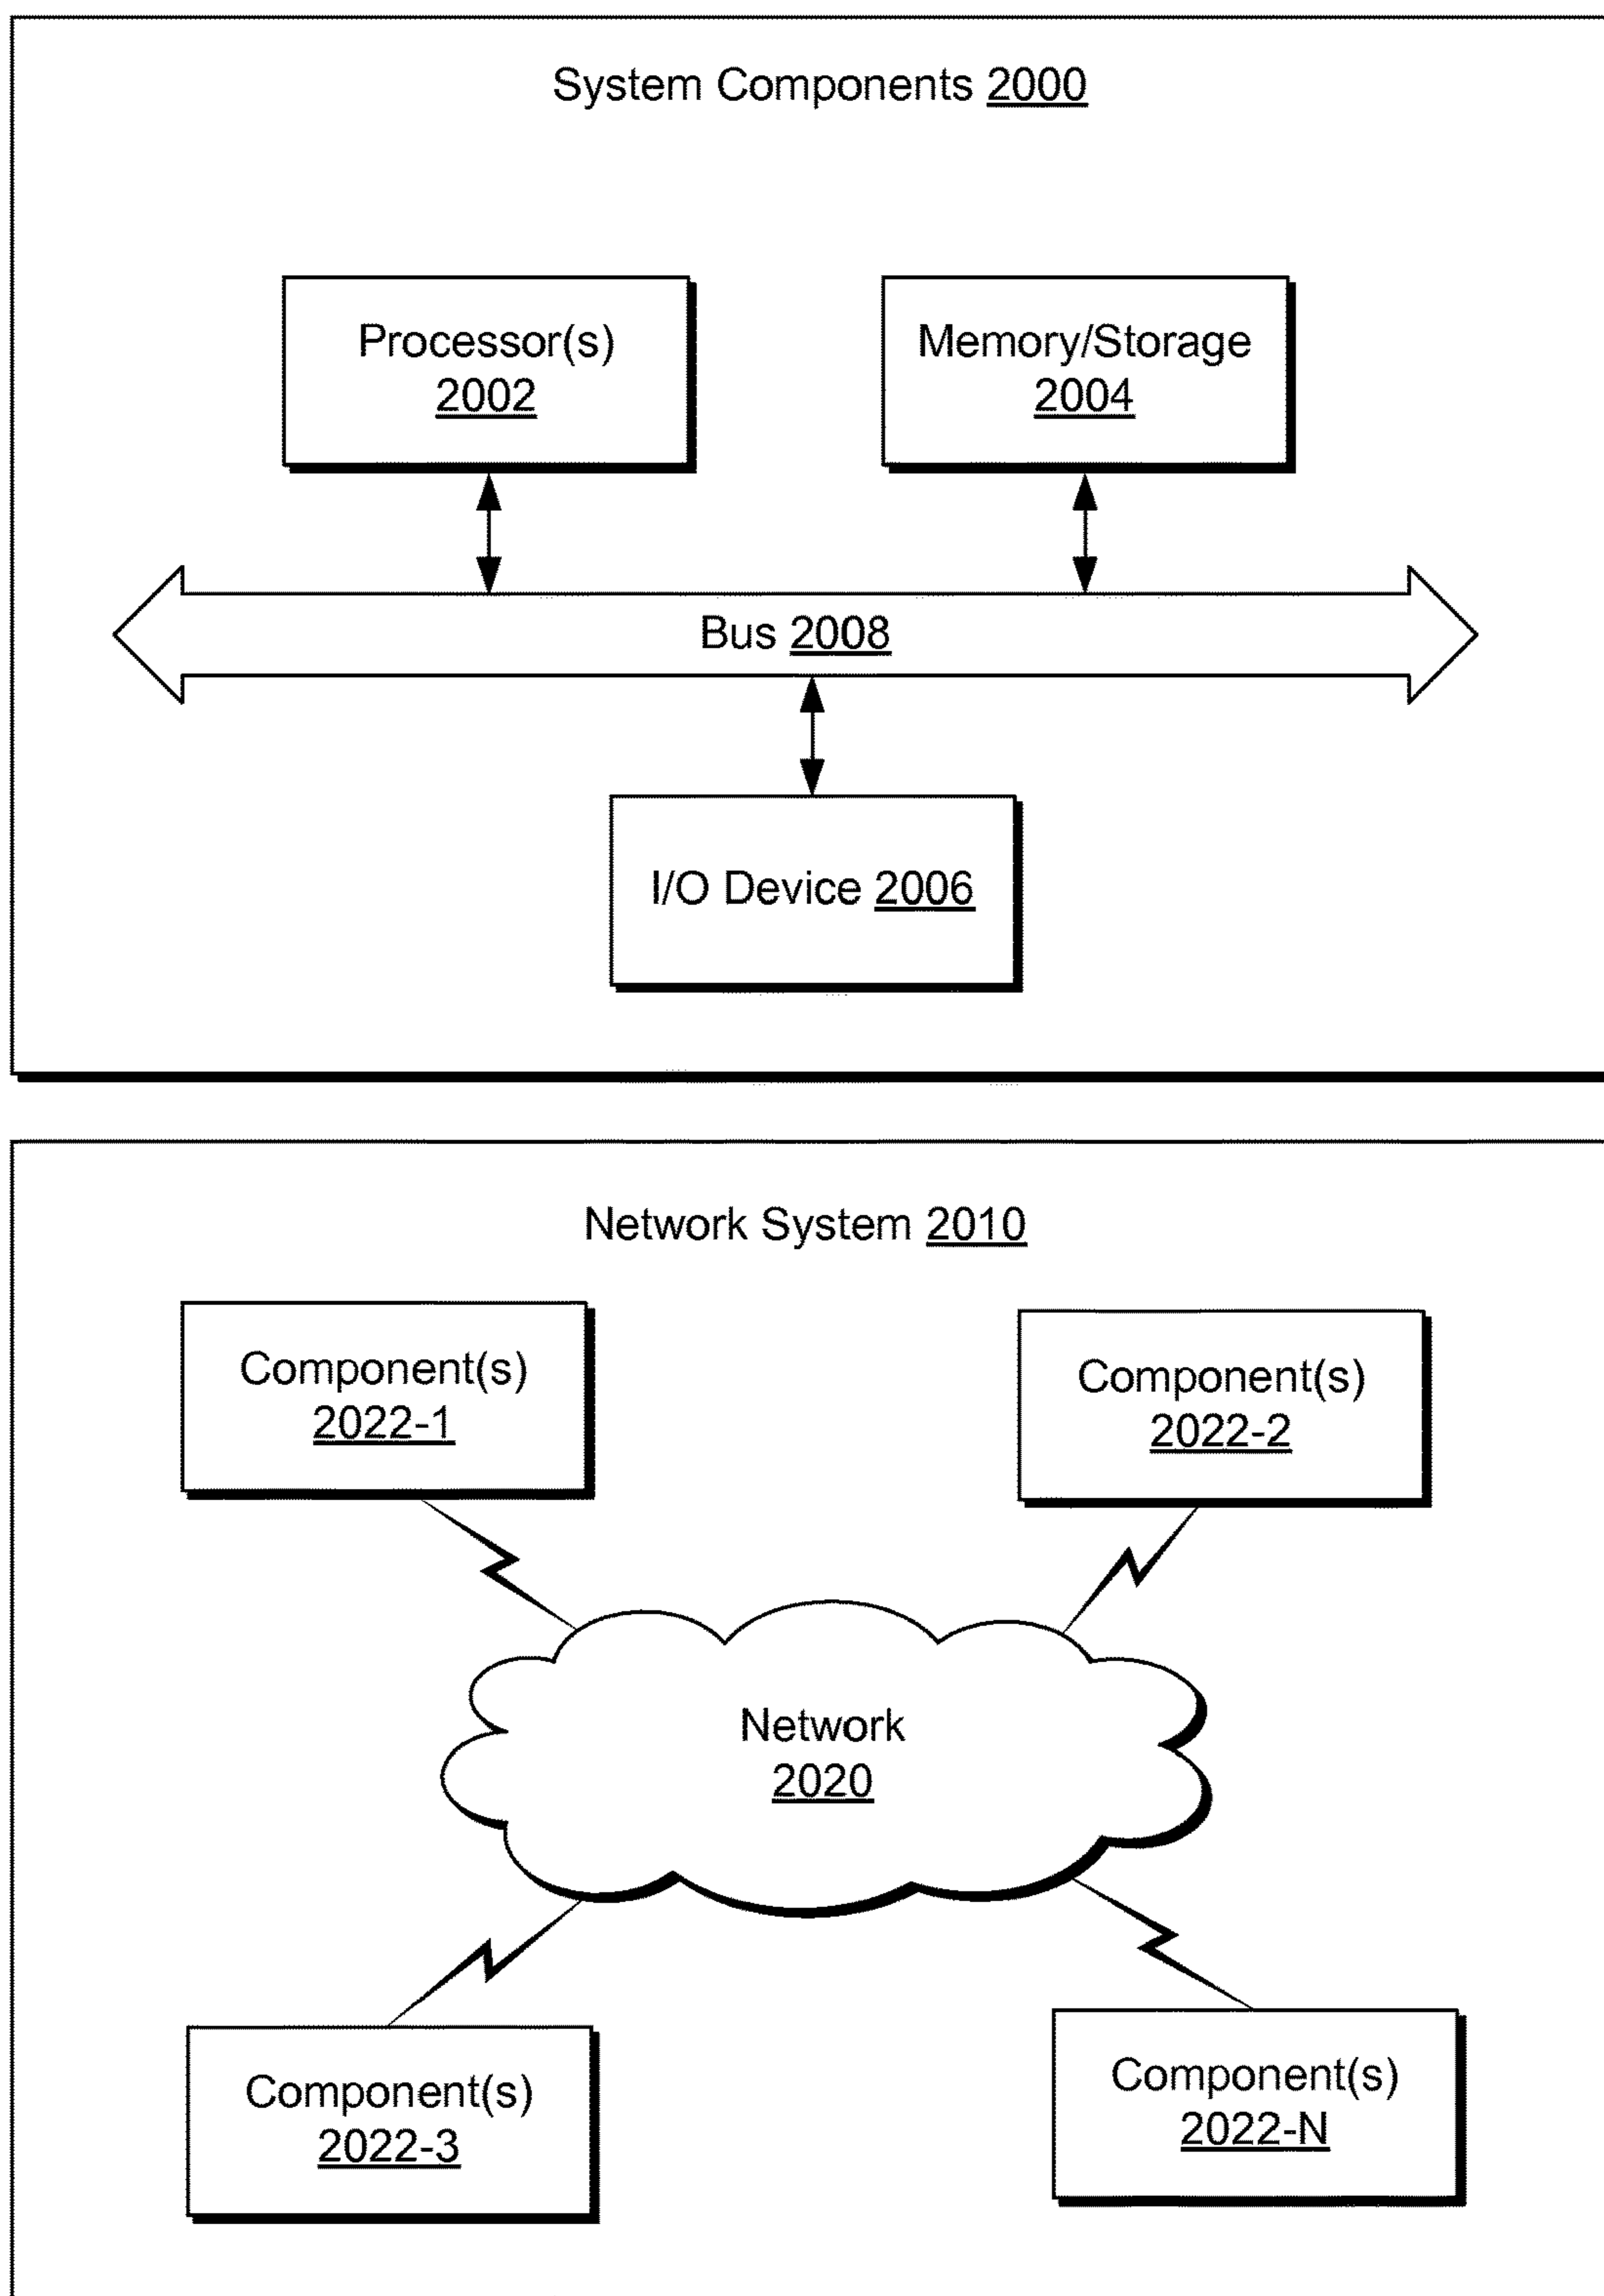 System Components 2000
Processor(s)
2002
Memory/Storage
2004
Bus 2008
I/O Device 2006
Network System 2010
Component(s)
2022-1
Component(s)
2022-2
Network
2020
Component(s)
2022-3
Component(s)
2022-N